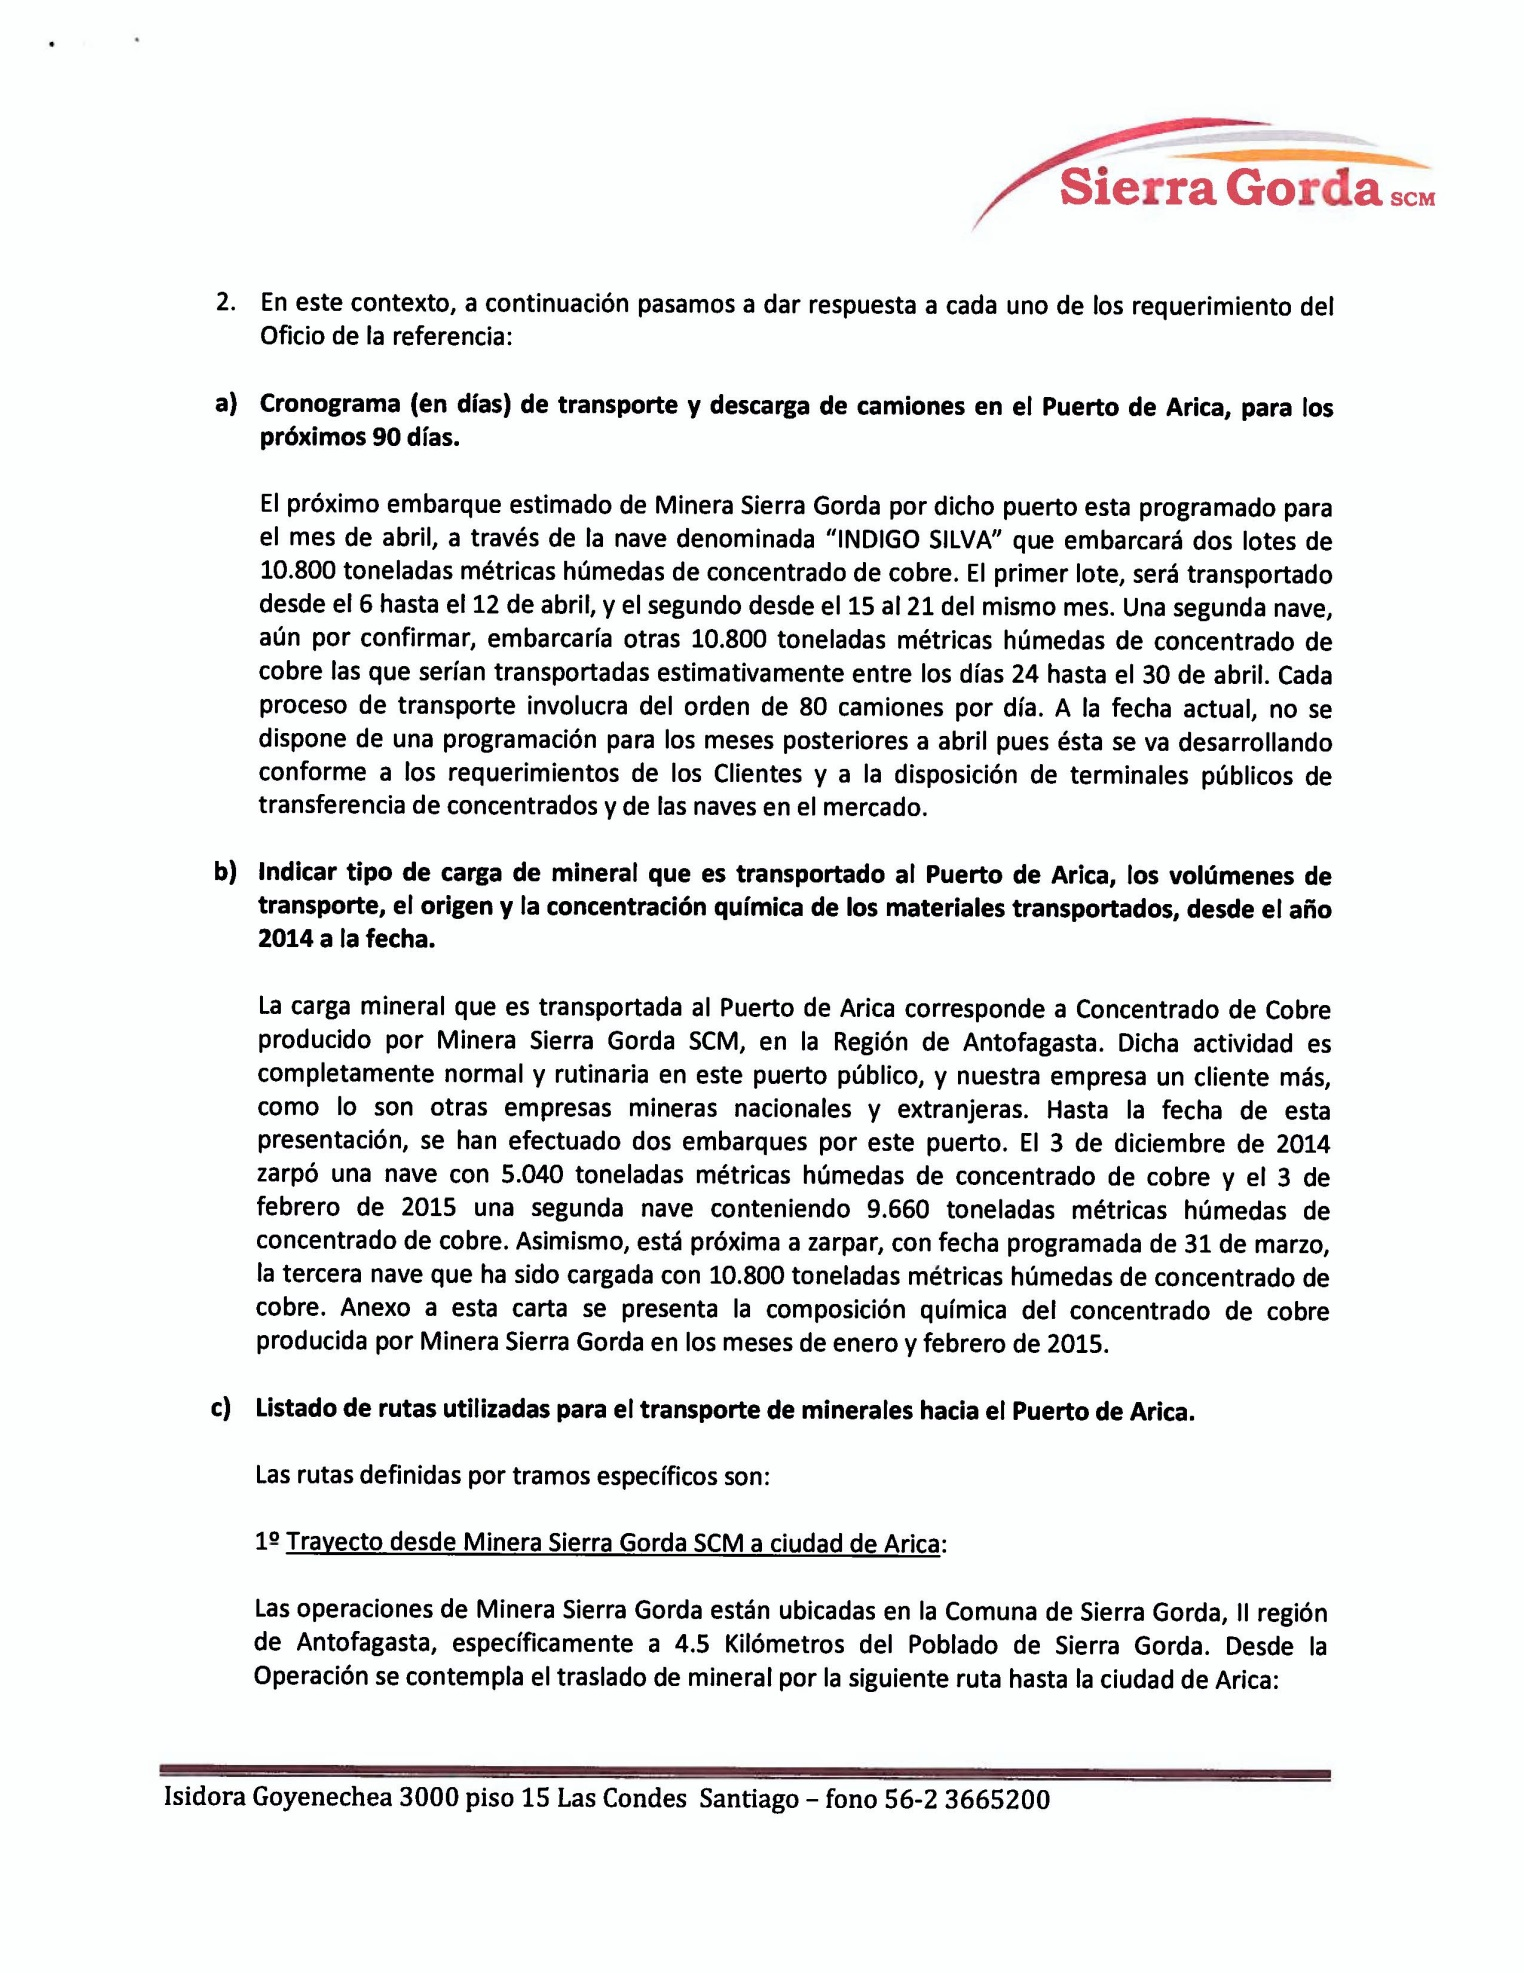 Sierra Gorda SCM
2. En este contexto, a continuación pasamos a dar respuesta a cada uno de los requerimiento del
Oficio de la referencia:
a) Cronograma (en días) de transporte y descarga de camiones en el Puerto de Arica, para los
próximos 90 días.
El próximo embarque estimado de Minera Sierra Gorda por dicho puerto esta programado para
el mes de abril, a través de la nave denominada “INDIGO SILVA” que embarcará dos lotes de
10.800 toneladas métricas húmedas de concentrado de cobre. El primer lote, será transportado
desde el 6 hasta el 12 de abril, y el segundo desde el 15 al 21 del mismo mes. Una segunda nave,
aún por confirmar, embarcaría otras 10.800 toneladas métricas húmedas de concentrado de
cobre las que serían transportadas estimativamente entre los días 24 hasta el 30 de abril. Cada
proceso de transporte involucra del orden de 80 camiones por día. A la fecha actual, no se
dispone de una programación para los meses posteriores a abril pues ésta se va desarrollando
conforme a los requerimientos de los Clientes y a la disposición de terminales públicos de
transferencia de concentrados y de las naves en el mercado.
b) Indicar tipo de carga de mineral que es transportado al Puerto de Arica, los volúmenes de
transporte, el origen y la concentración química de los materiales transportados, desde el año
2014 a la fecha.
La carga mineral que es transportada al Puerto de Arica corresponde a Concentrado de Cobre
producido por Minera Sierra Gorda SCM, en la Región de Antofagasta. Dicha actividad es
completamente normal y rutinaria en este puerto público, y nuestra empresa un cliente más,
como lo son otras empresas mineras nacionales y extranjeras. Hasta la fecha de esta
presentación, se han efectuado dos embarques por este puerto. El 3 de diciembre de 2014
zarpó una nave con 5.040 toneladas métricas húmedas de concentrado de cobre y el 3 de
febrero de 2015 una segunda nave conteniendo 9.660 toneladas métricas húmedas de
concentrado de cobre. Asimismo, está próxima a zarpar, con fecha programada de 31 de marzo,
la tercera nave que ha sido cargada con 10.800 toneladas métricas húmedas de concentrado de
cobre. Anexo a esta carta se presenta la composición química del concentrado de cobre
producida por Minera Sierra Gorda en los meses de enero y febrero de 2015.
c) Listado de rutas utilizadas para el transporte de minerales hacia el Puerto de Arica.
Las rutas definidas por tramos específicos son:
1º Trayecto desde Minera Sierra Gorda SCM a ciudad de Arica:
Las operaciones de Minera Sierra Gorda están ubicadas en la Comuna de Sierra Gorda, II región
de Antofagasta, específicamente a 4.5 Kilómetros del Poblado de Sierra Gorda. Desde la
Operación se contempla el traslado de mineral por la siguiente ruta hasta la ciudad de Arica:
Isidora Goyenechea 3000 piso 15 Las Condes Santiago – fono 56-2 3665200